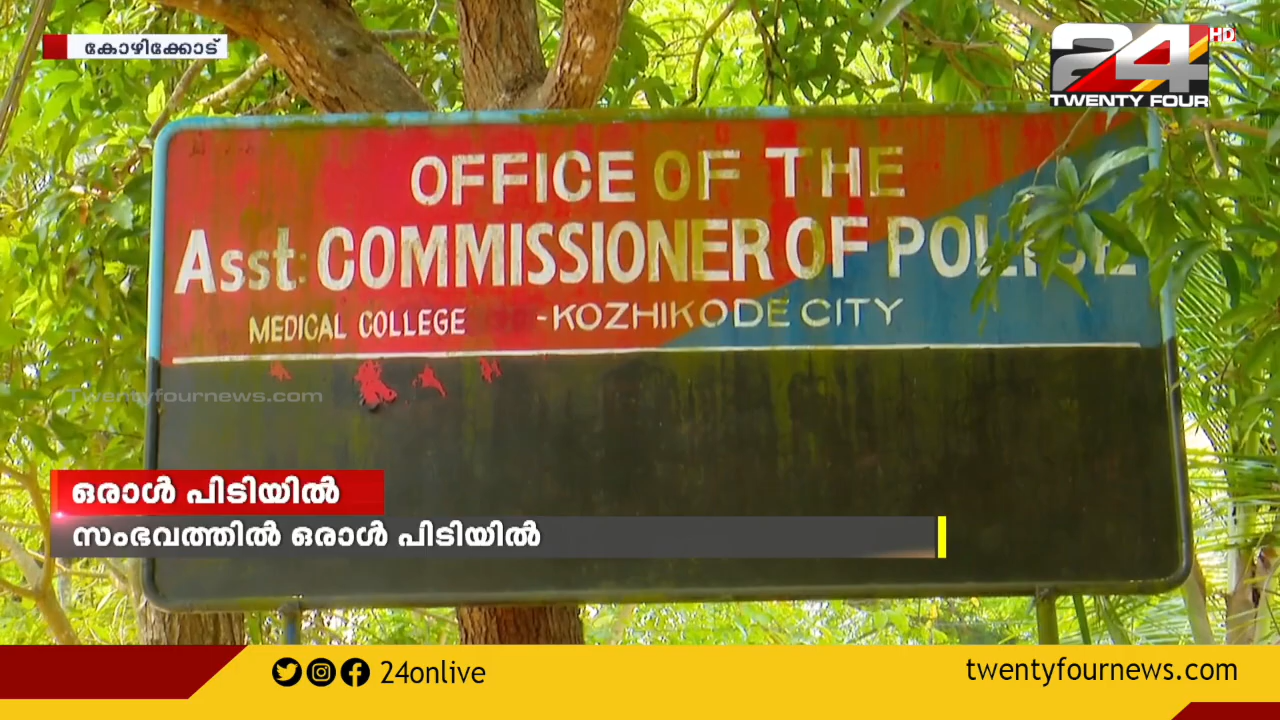 കോഴിക്കോട്
24 HD
TWENTY FOUR
OFFICE OF THE
Asst: COMMISSIONER OF POLICE
MEDICAL COLLEGE -KOZHIKODE CITY
Twentyfournews.com
ഒരാൾ പിടിയിൽ
സംഭവത്തിൽ ഒരാൾ പിടിയിൽ
24onlive
twentyfournews.com